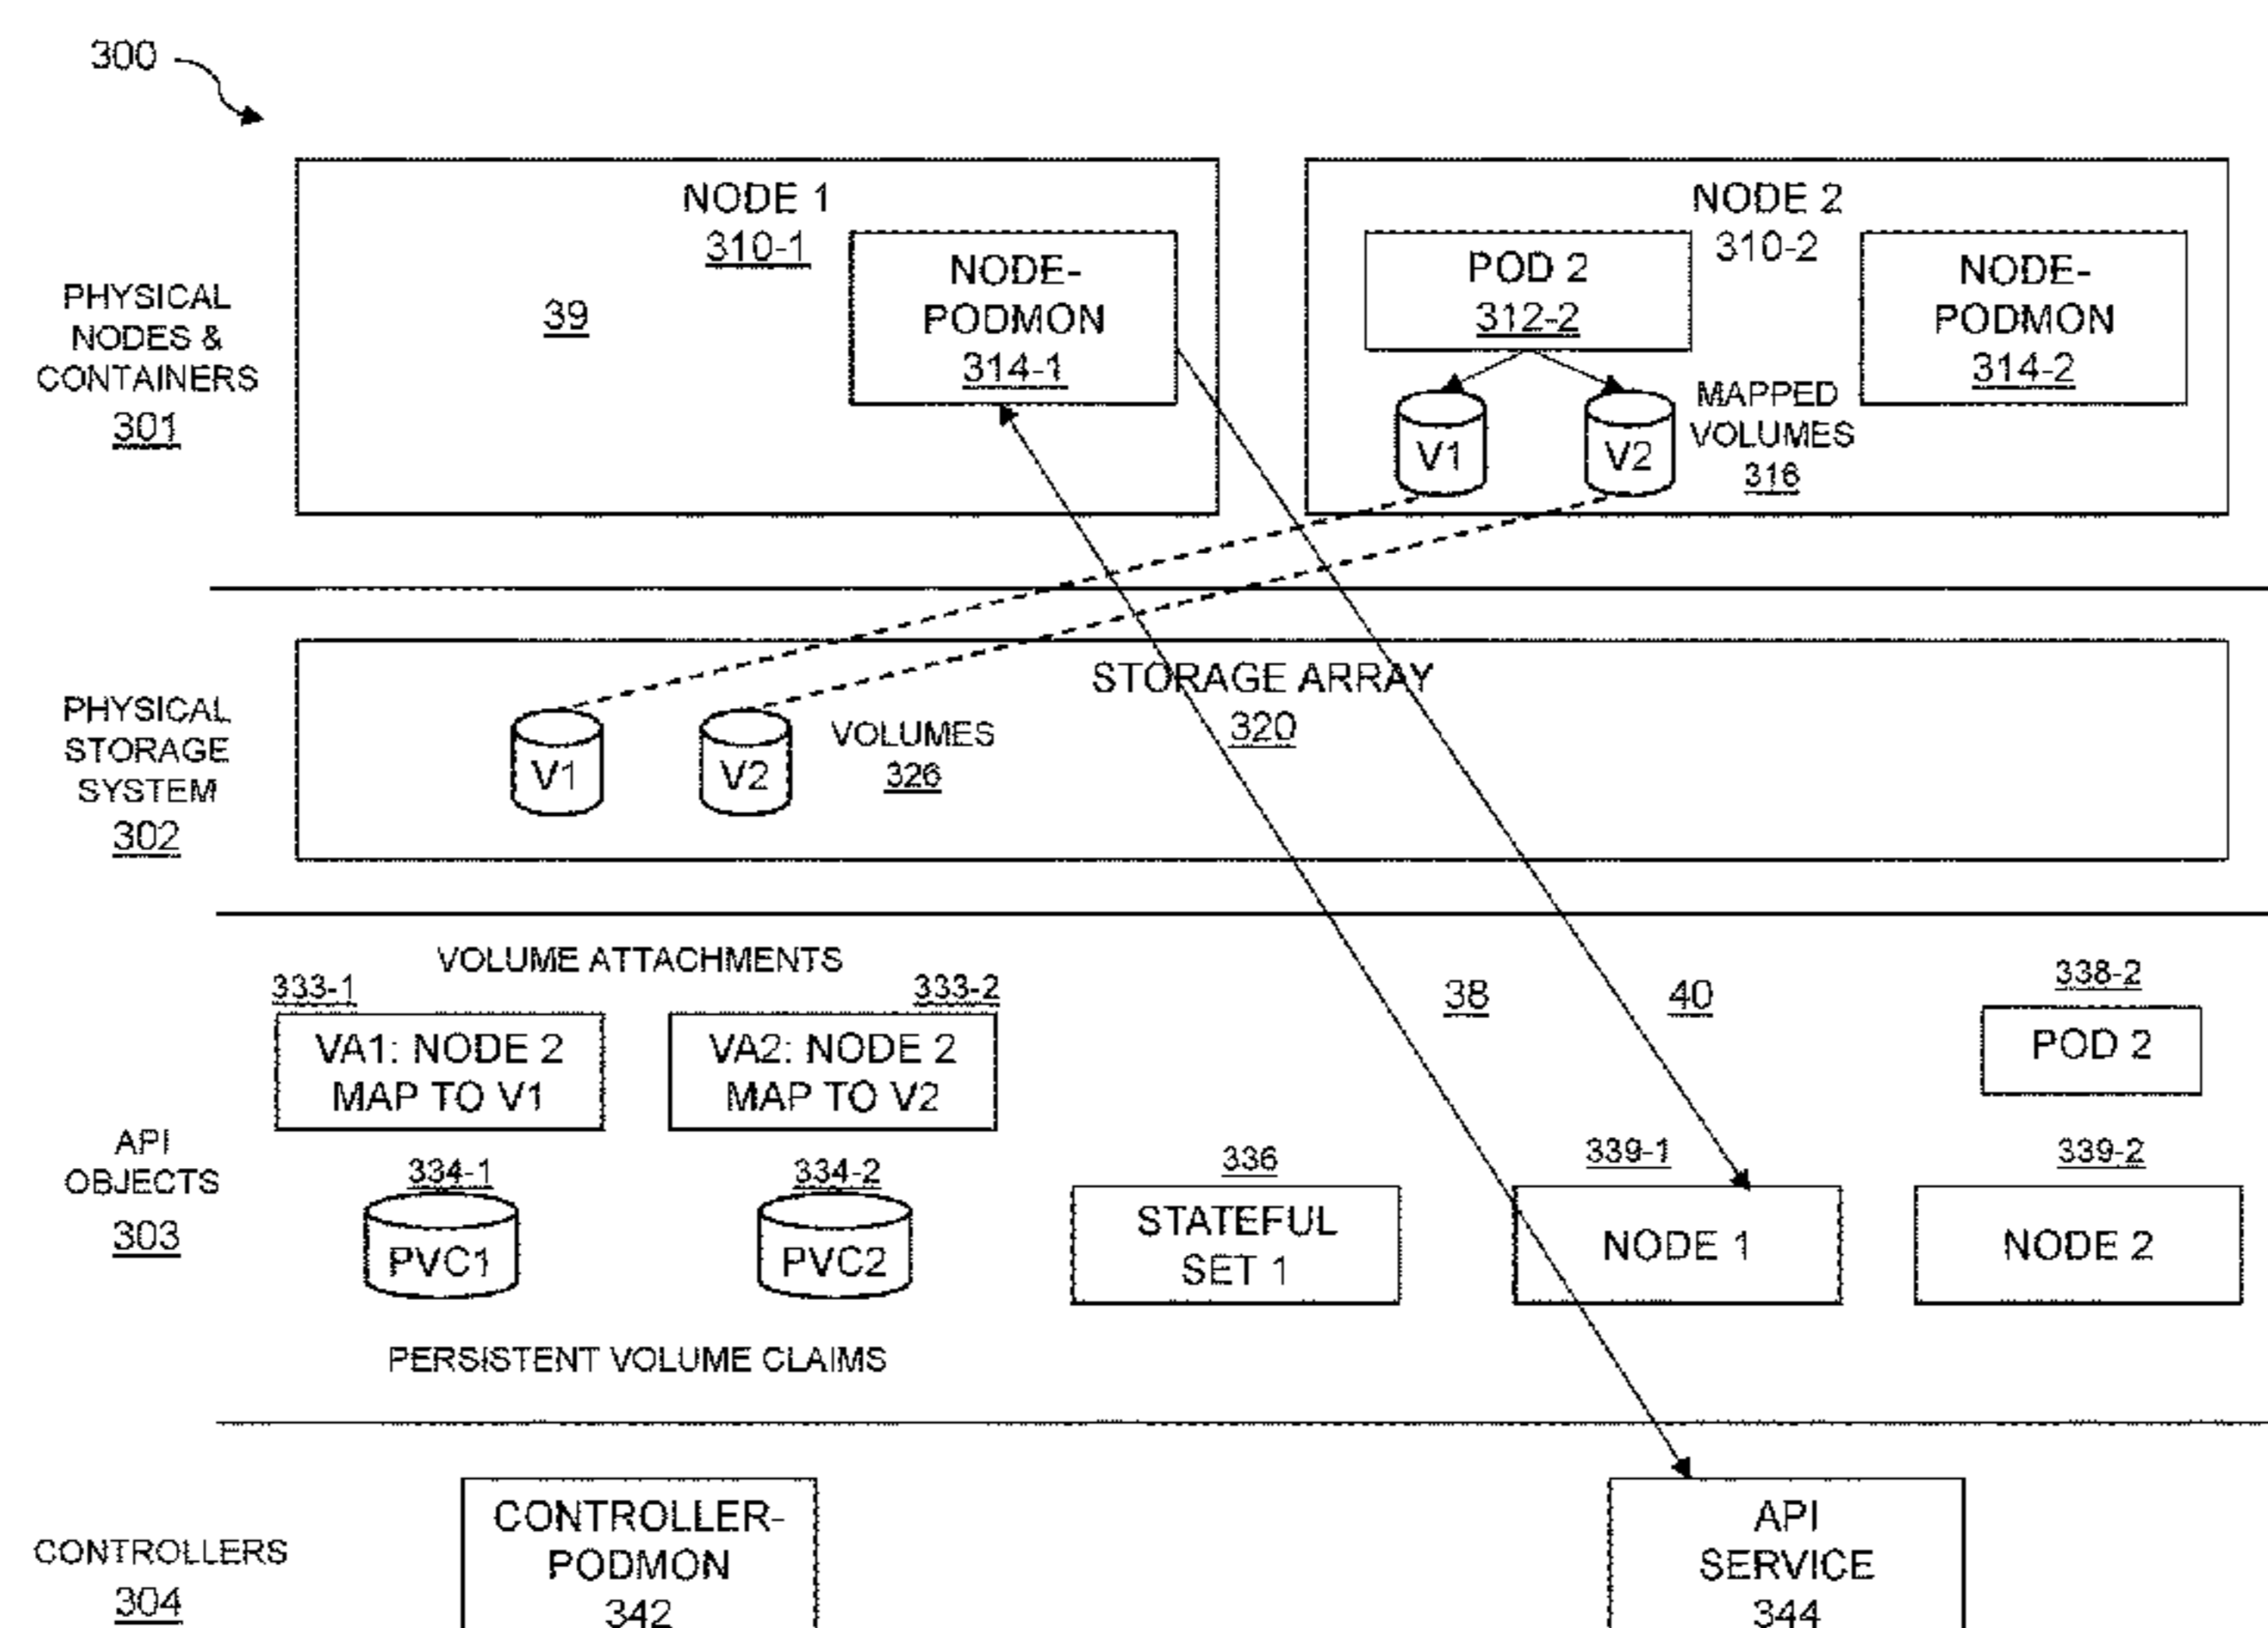 300
NODE 1
310-1
39
NODE-
PODMON
314-1
NODE 2
310-2
POD 2
312-2
NODE-
PODMON
314-2
V1
V2
MAPPED
VOLUMES
316
PHYSICAL
NODES &
CONTAINERS
301
STORAGE ARRAY
320
V1
V2
VOLUMES
326
PHYSICAL
STORAGE
SYSTEM
302
VOLUME ATTACHMENTS
333-1
333-2
VA1: NODE 2
MAP TO V1
VA2: NODE 2
MAP TO V2
38
40
338-2
POD 2
API
OBJECTS
303
334-1
PVC1
334-2
PVC2
336
STATEFUL
SET 1
339-1
NODE 1
339-2
NODE 2
PERSISTENT VOLUME CLAIMS
CONTROLLERS
304
CONTROLLER-
PODMON
342
API
SERVICE
344